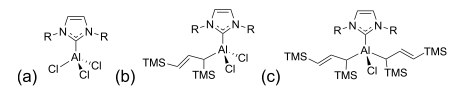 R N N R
Al
(a) Cl Cl
Cl
R N N R
Al
(b) TMS Cl
TMS Cl
R N N R
TMS Al TMS
(c) TMS Cl TMS